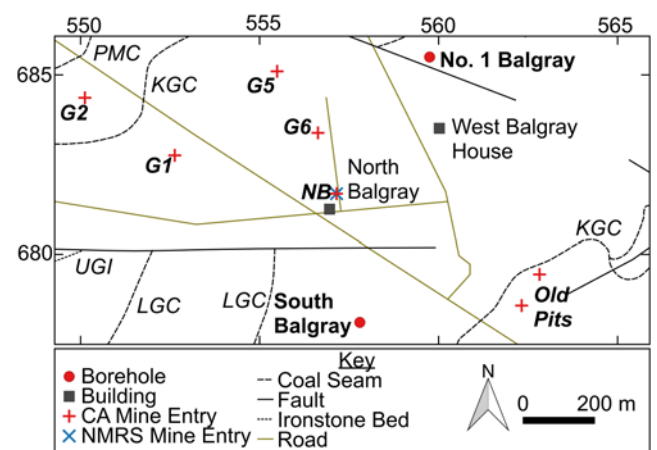 550 555 560 565
PMC
KGC
G5
No. 1 Balgray
685
G2
G6
West Balgray
House
G1
North
Balgray
NB
KGC
680
UGI
LGC
LGC
South
Balgray
Old
Pits
Key
Borehole
Building
CA Mine Entry
NMRS Mine Entry
Coal Seam
Fault
Ironstone Bed
Road
N
0 200 m